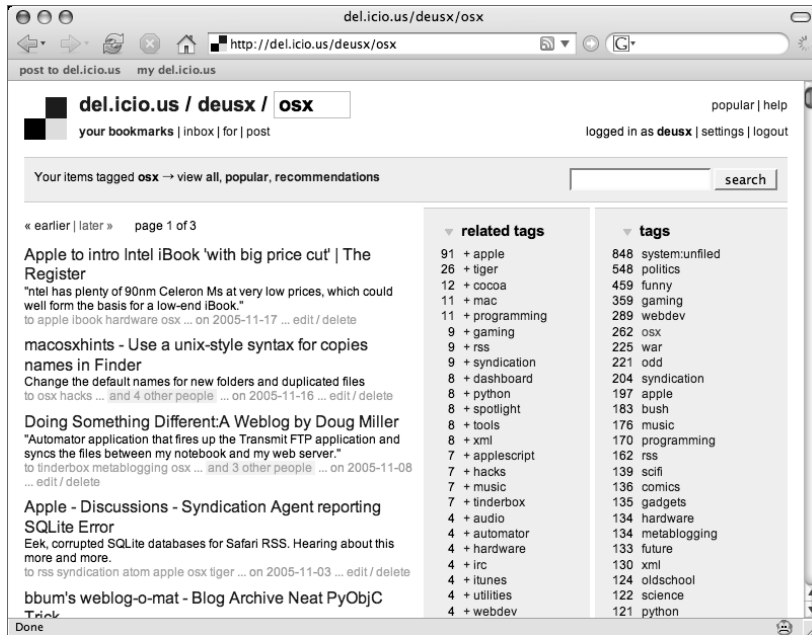 del.icio.us/deusx/osx
http://del.icio.us/deusx/osx
G
post to del.icio.us my del.icio.us
del.icio.us / deusx / osx
popular | help
your bookmarks | inbox | for | post
logged in as deusx | settings | logout
Your items tagged osx → view all, popular, recommendations
search
« earlier | later » page 1 of 3
Apple to intro Intel iBook 'with big price cut' | The
Register
"ntel has plenty of 90nm Celeron Ms at very low prices, which could
well form the basis for a low-end iBook."
to apple ibook hardware osx ... on 2005-11-17 ... edit / delete
macosxhints - Use a unix-style syntax for copies
names in Finder
Change the default names for new folders and duplicated files
to osx hacks ... and 4 other people ... on 2005-11-16 ... edit / delete
Doing Something Different:A Weblog by Doug Miller
"Automator application that fires up the Transmit FTP application and
syncs the files between my notebook and my web server."
to tinderbox metablogging osx ... and 3 other people ... on 2005-11-08
... edit / delete
Apple - Discussions - Syndication Agent reporting
SQLite Error
Eek, corrupted SQLite databases for Safari RSS. Hearing about this
more and more.
to rss syndication atom apple osx tiger ... on 2005-11-03 ... edit / delete
bbum's weblog-o-mat - Blog Archive Neat PyObjC
Trick
related tags
91 + apple
26 + tiger
12 + cocoa
11 + mac
11 + programming
9 + gaming
9 + rss
9 + syndication
8 + dashboard
8 + python
8 + spotlight
8 + tools
8 + xml
7 + applescript
7 + hacks
7 + music
7 + tinderbox
4 + audio
4 + automator
4 + hardware
4 + irc
4 + itunes
4 + utilities
4 + webdev
tags
848 system:unfiled
548 politics
459 funny
359 gaming
289 webdev
262 osx
225 war
221 odd
204 syndication
197 apple
183 bush
176 music
170 programming
162 rss
139 scifi
136 comics
135 gadgets
134 hardware
134 metablogging
133 future
130 xml
124 oldschool
122 science
121 python
Done